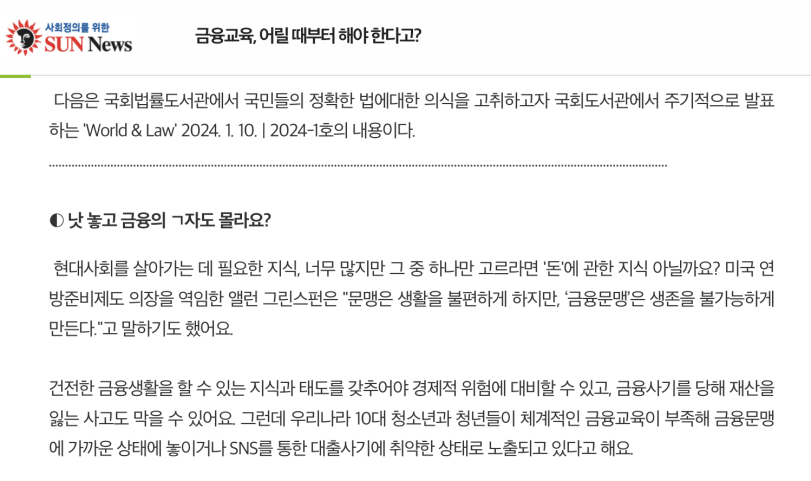 사회정의를 위한
SUN News
금융교육, 어릴 때부터 해야 한다고?
다음은 국회법률도서관에서 국민들의 정확한 법에대한 의식을 고취하고자 국회도서관에서 주기적으로 발표
하는 'World & Law' 2024. 1. 10. | 2024-1호의 내용이다.
◐ 낫 놓고 금융의 ㄱ자도 몰라요?
현대사회를 살아가는 데 필요한 지식, 너무 많지만 그 중 하나만 고르라면 '돈'에 관한 지식 아닐까요? 미국 연
방준비제도 의장을 역임한 앨런 그린스펀은 "문맹은 생활을 불편하게 하지만, ‘금융문맹’은 생존을 불가능하게
만든다."고 말하기도 했어요.
건전한 금융생활을 할 수 있는 지식과 태도를 갖추어야 경제적 위험에 대비할 수 있고, 금융사기를 당해 재산을
잃는 사고도 막을 수 있어요. 그런데 우리나라 10대 청소년과 청년들이 체계적인 금융교육이 부족해 금융문맹
에 가까운 상태에 놓이거나 SNS를 통한 대출사기에 취약한 상태로 노출되고 있다고 해요.